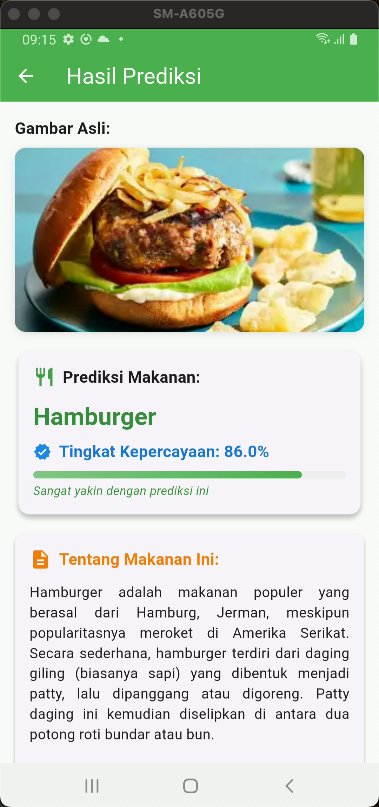 SM-A605G
09:15
Hasil Prediksi
Gambar Asli:
Prediksi Makanan:
Hamburger
Tingkat Kepercayaan: 86.0%
Sangat yakin dengan prediksi ini
Tentang Makanan Ini:
Hamburger adalah makanan populer yang
berasal dari Hamburg, Jerman, meskipun
popularitasnya meroket di Amerika Serikat.
Secara sederhana, hamburger terdiri dari daging
giling (biasanya sapi) yang dibentuk menjadi
patty, lalu dipanggang atau digoreng. Patty
daging ini kemudian diselipkan di antara dua
potong roti bundar atau bun.